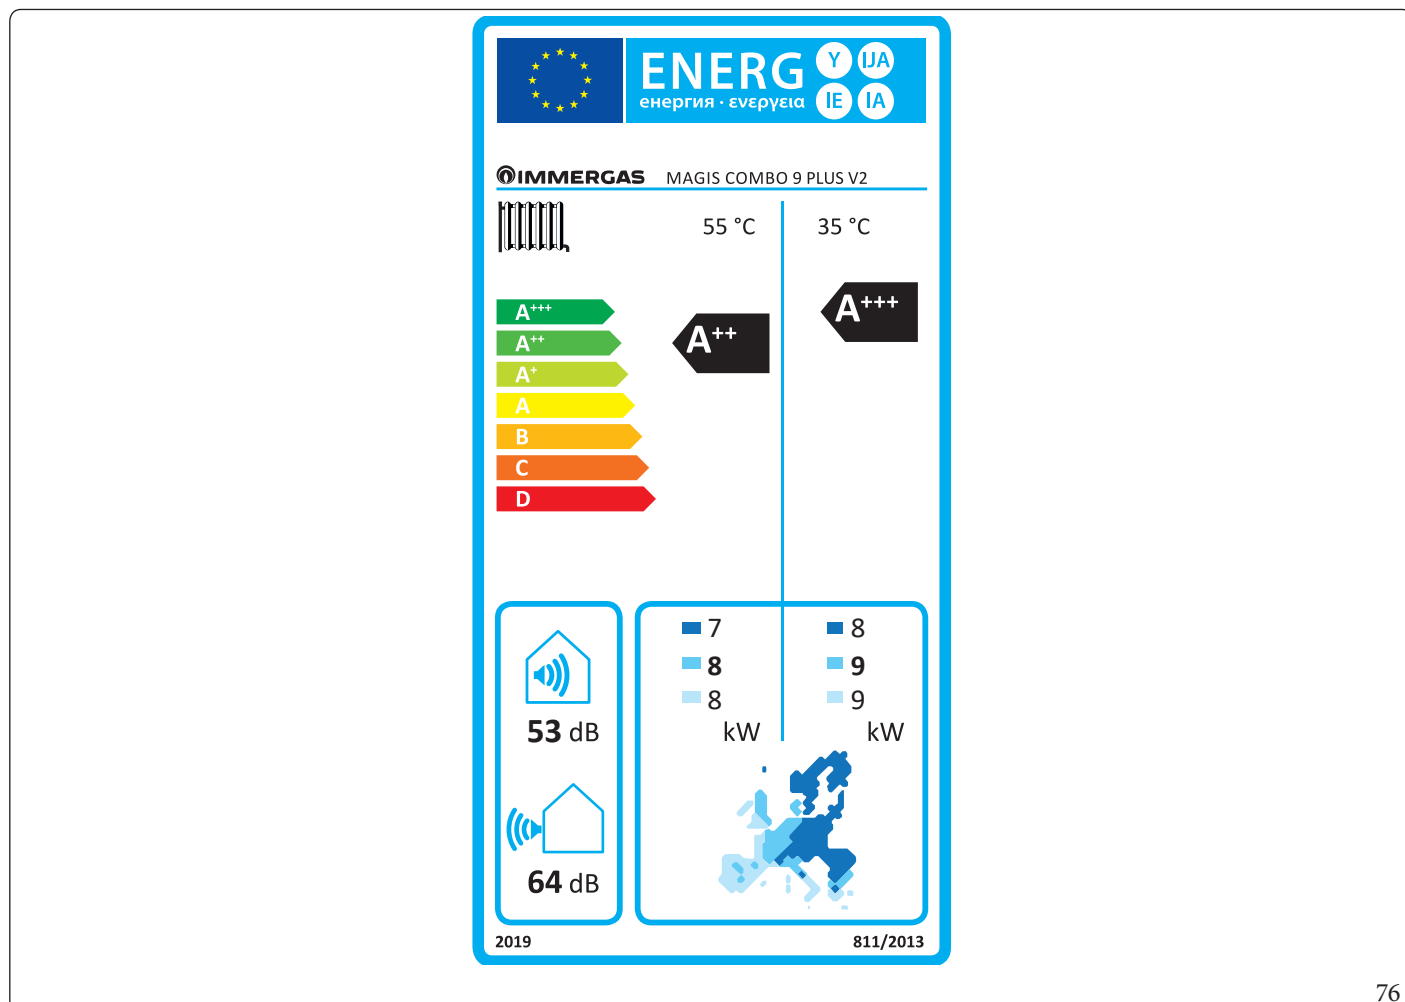 ENERG Y IJA
енергия · ενεργεια IE IA
IMMERGAS MAGIS COMBO 9 PLUS V2
55 °C 35 °C
A+++
A++
A+
A
B
C
D
A++
A+++
53 dB
64 dB
7 8
8 9
8 9
kW kW
2019 811/2013
76